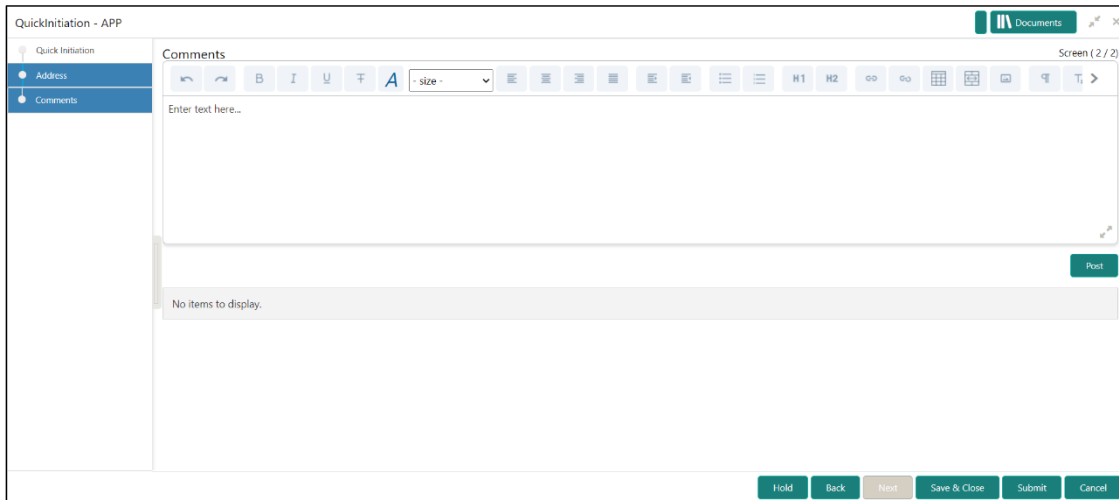 QuickInitiation - APP
Documents
Quick Initiation
Address
Comments
Comments
Screen ( 2 / 2)
B I U T A - size - H1 H2
Enter text here...
Post
No items to display.
Hold Back Next Save & Close Submit Cancel